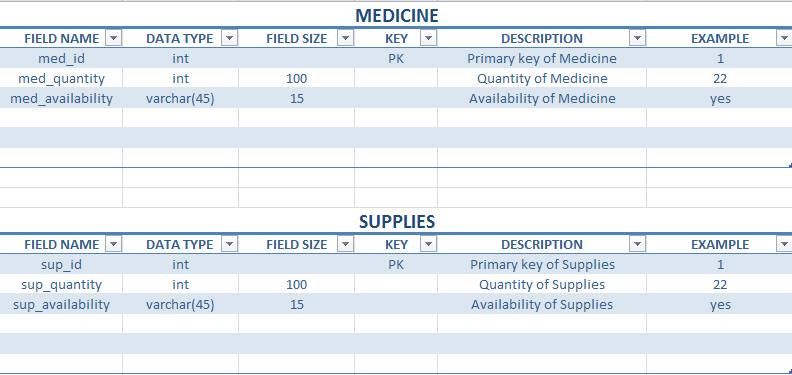 MEDICINE
FIELD NAME DATA TYPE FIELD SIZE KEY DESCRIPTION EXAMPLE
med_id int PK Primary key of Medicine 1
med_quantity int 100 Quantity of Medicine 22
med_availability varchar(45) 15 Availability of Medicine yes
SUPPLIES
FIELD NAME DATA TYPE FIELD SIZE KEY DESCRIPTION EXAMPLE
sup_id int PK Primary key of Supplies 1
sup_quantity int 100 Quantity of Supplies 22
sup_availability varchar(45) 15 Availability of Supplies yes